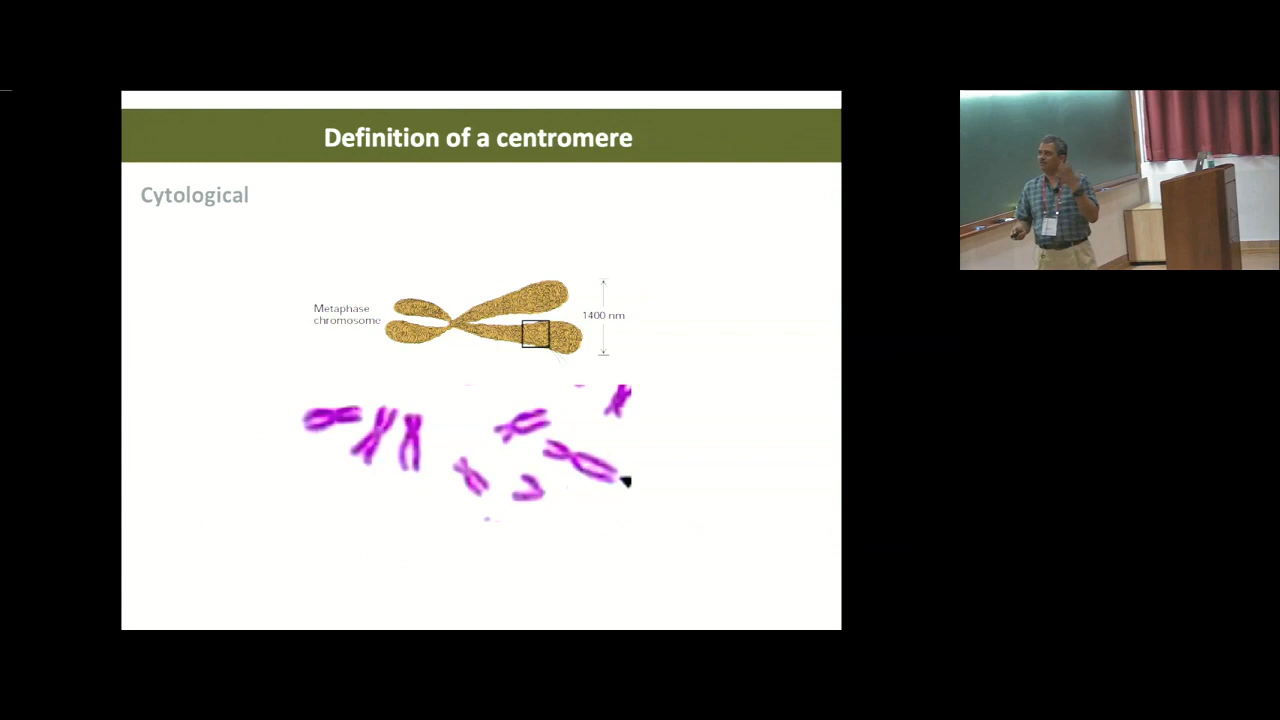 Definition of a centromere
Cytological
Metaphase
chromosome
1400 nm